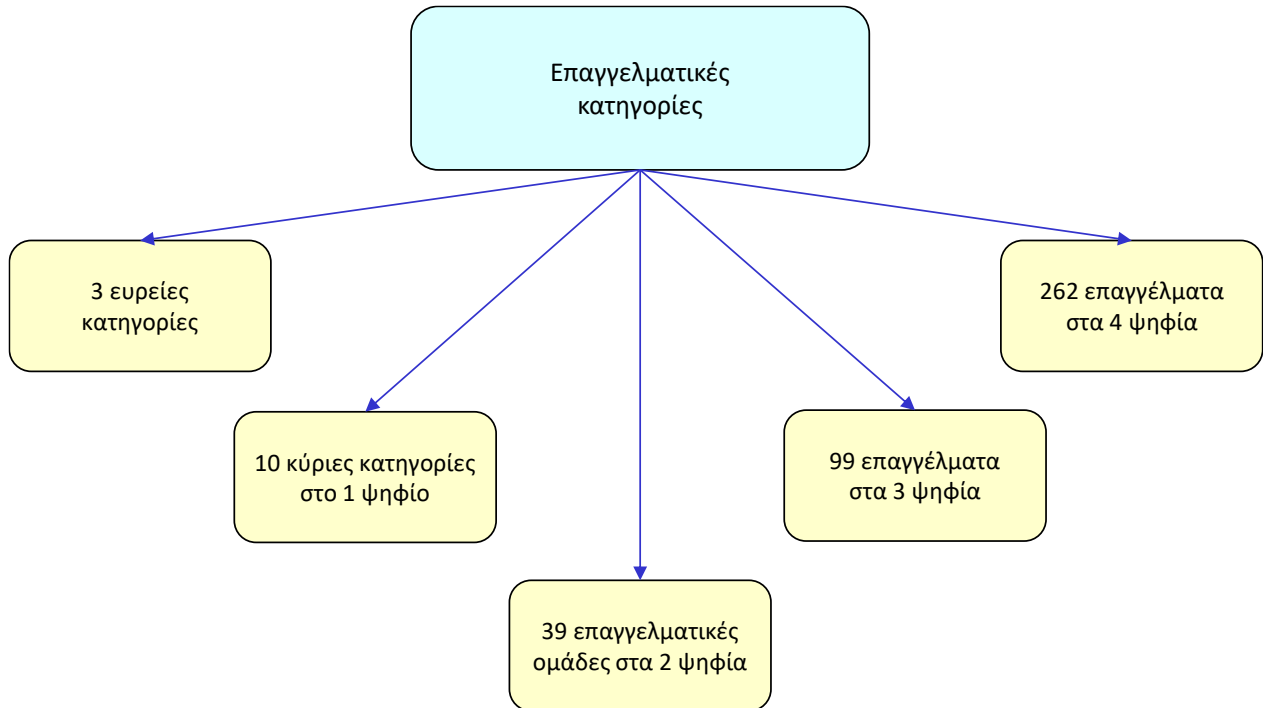 Επαγγελματικές
κατηγορίες
3 ευρείες
κατηγορίες
262 επαγγέλματα
στα 4 ψηφία
10 κύριες κατηγορίες
στο 1 ψηφίο
99 επαγγέλματα
στα 3 ψηφία
39 επαγγελματικές
ομάδες στα 2 ψηφία